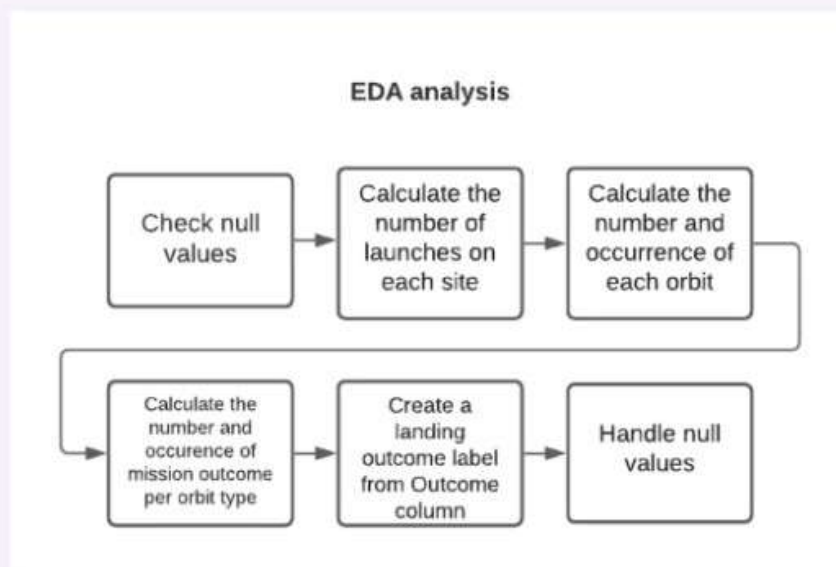 EDA analysis
Check null
values
Calculate the
number of
launches on
each site
Calculate the
number and
occurrence of
each orbit
Calculate the
number and
occurence of
mission outcome
per orbit type
Create a
landing
outcome label
from Outcome
column
Handle null
values